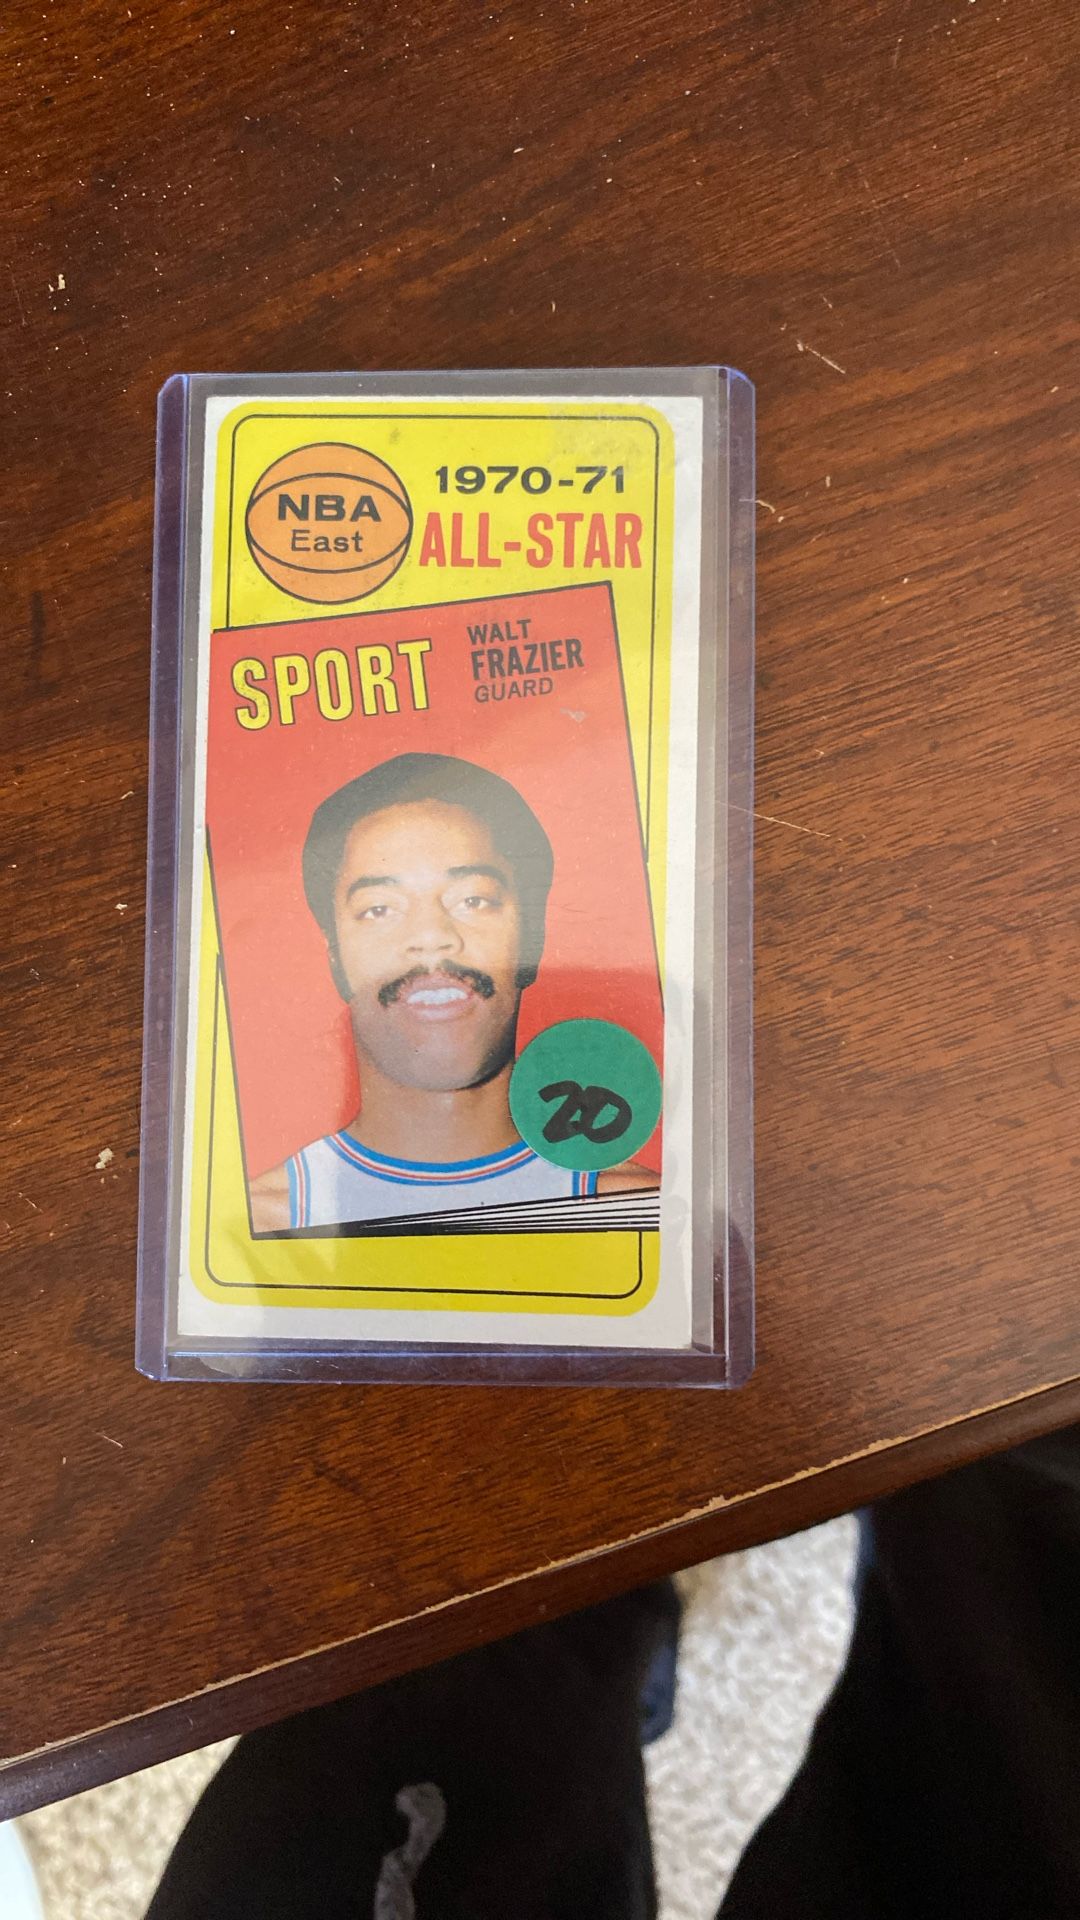 NBA
East
1970-71
ALL-STAR
SPORT
WALT
FRAZIER
GUARD
20